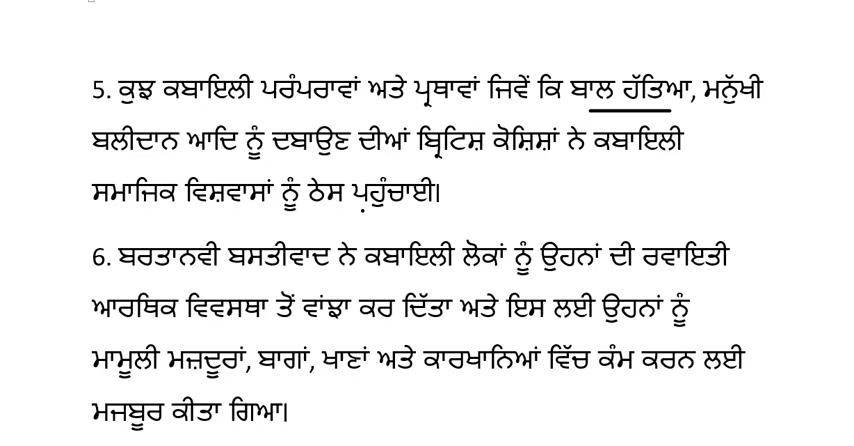 5. ਕੁਝ ਕਬਾਇਲੀ ਪਰੰਪਰਾਵਾਂ ਅਤੇ ਪ੍ਰਥਾਵਾਂ ਜਿਵੇਂ ਕਿ ਬਾਲ ਹੱਤਿਆ, ਮਨੁੱਖੀ
ਬਲੀਦਾਨ ਆਦਿ ਨੂੰ ਦਬਾਉਣ ਦੀਆਂ ਬ੍ਰਿਟਿਸ਼ ਕੋਸ਼ਿਸ਼ਾਂ ਨੇ ਕਬਾਇਲੀ
ਸਮਾਜਿਕ ਵਿਸ਼ਵਾਸਾਂ ਨੂੰ ਠੇਸ ਪਹੁੰਚਾਈ।
6. ਬਰਤਾਨਵੀ ਬਸਤੀਵਾਦ ਨੇ ਕਬਾਇਲੀ ਲੋਕਾਂ ਨੂੰ ਉਹਨਾਂ ਦੀ ਰਵਾਇਤੀ
ਆਰਥਿਕ ਵਿਵਸਥਾ ਤੋਂ ਵਾਂਝਾ ਕਰ ਦਿੱਤਾ ਅਤੇ ਇਸ ਲਈ ਉਹਨਾਂ ਨੂੰ
ਮਾਮੂਲੀ ਮਜ਼ਦੂਰਾਂ, ਬਾਗਾਂ, ਖਾਣਾਂ ਅਤੇ ਕਾਰਖਾਨਿਆਂ ਵਿੱਚ ਕੰਮ ਕਰਨ ਲਈ
ਮਜਬੂਰ ਕੀਤਾ ਗਿਆ।